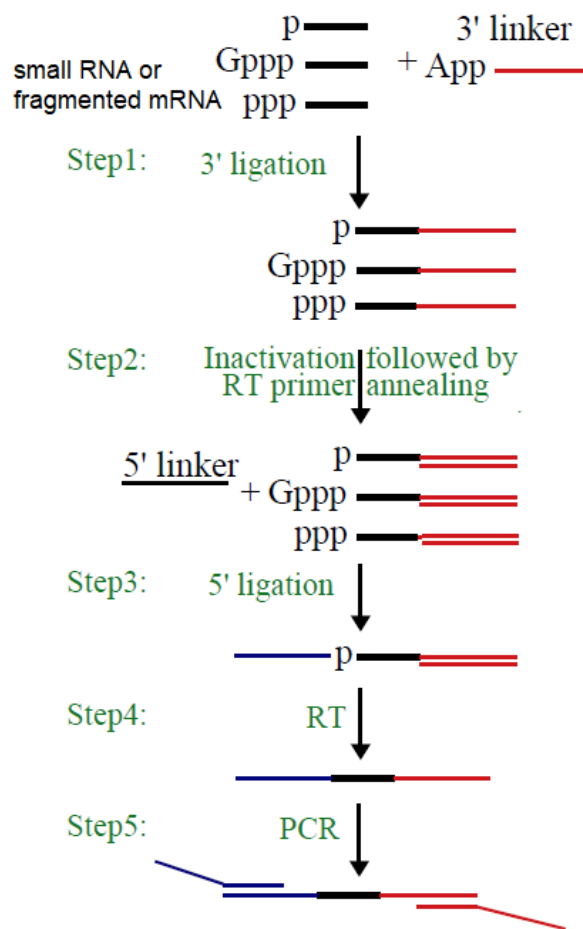 p
3' linker
Gppp
+ App
small RNA or
fragmented mRNA
ppp
Step1:
3' ligation
p
Gppp
ppp
Step2:
Inactivation followed by
RT primer annealing
p
5' linker
+ Gppp
ppp
Step3:
5' ligation
p
Step4:
RT
Step5:
PCR